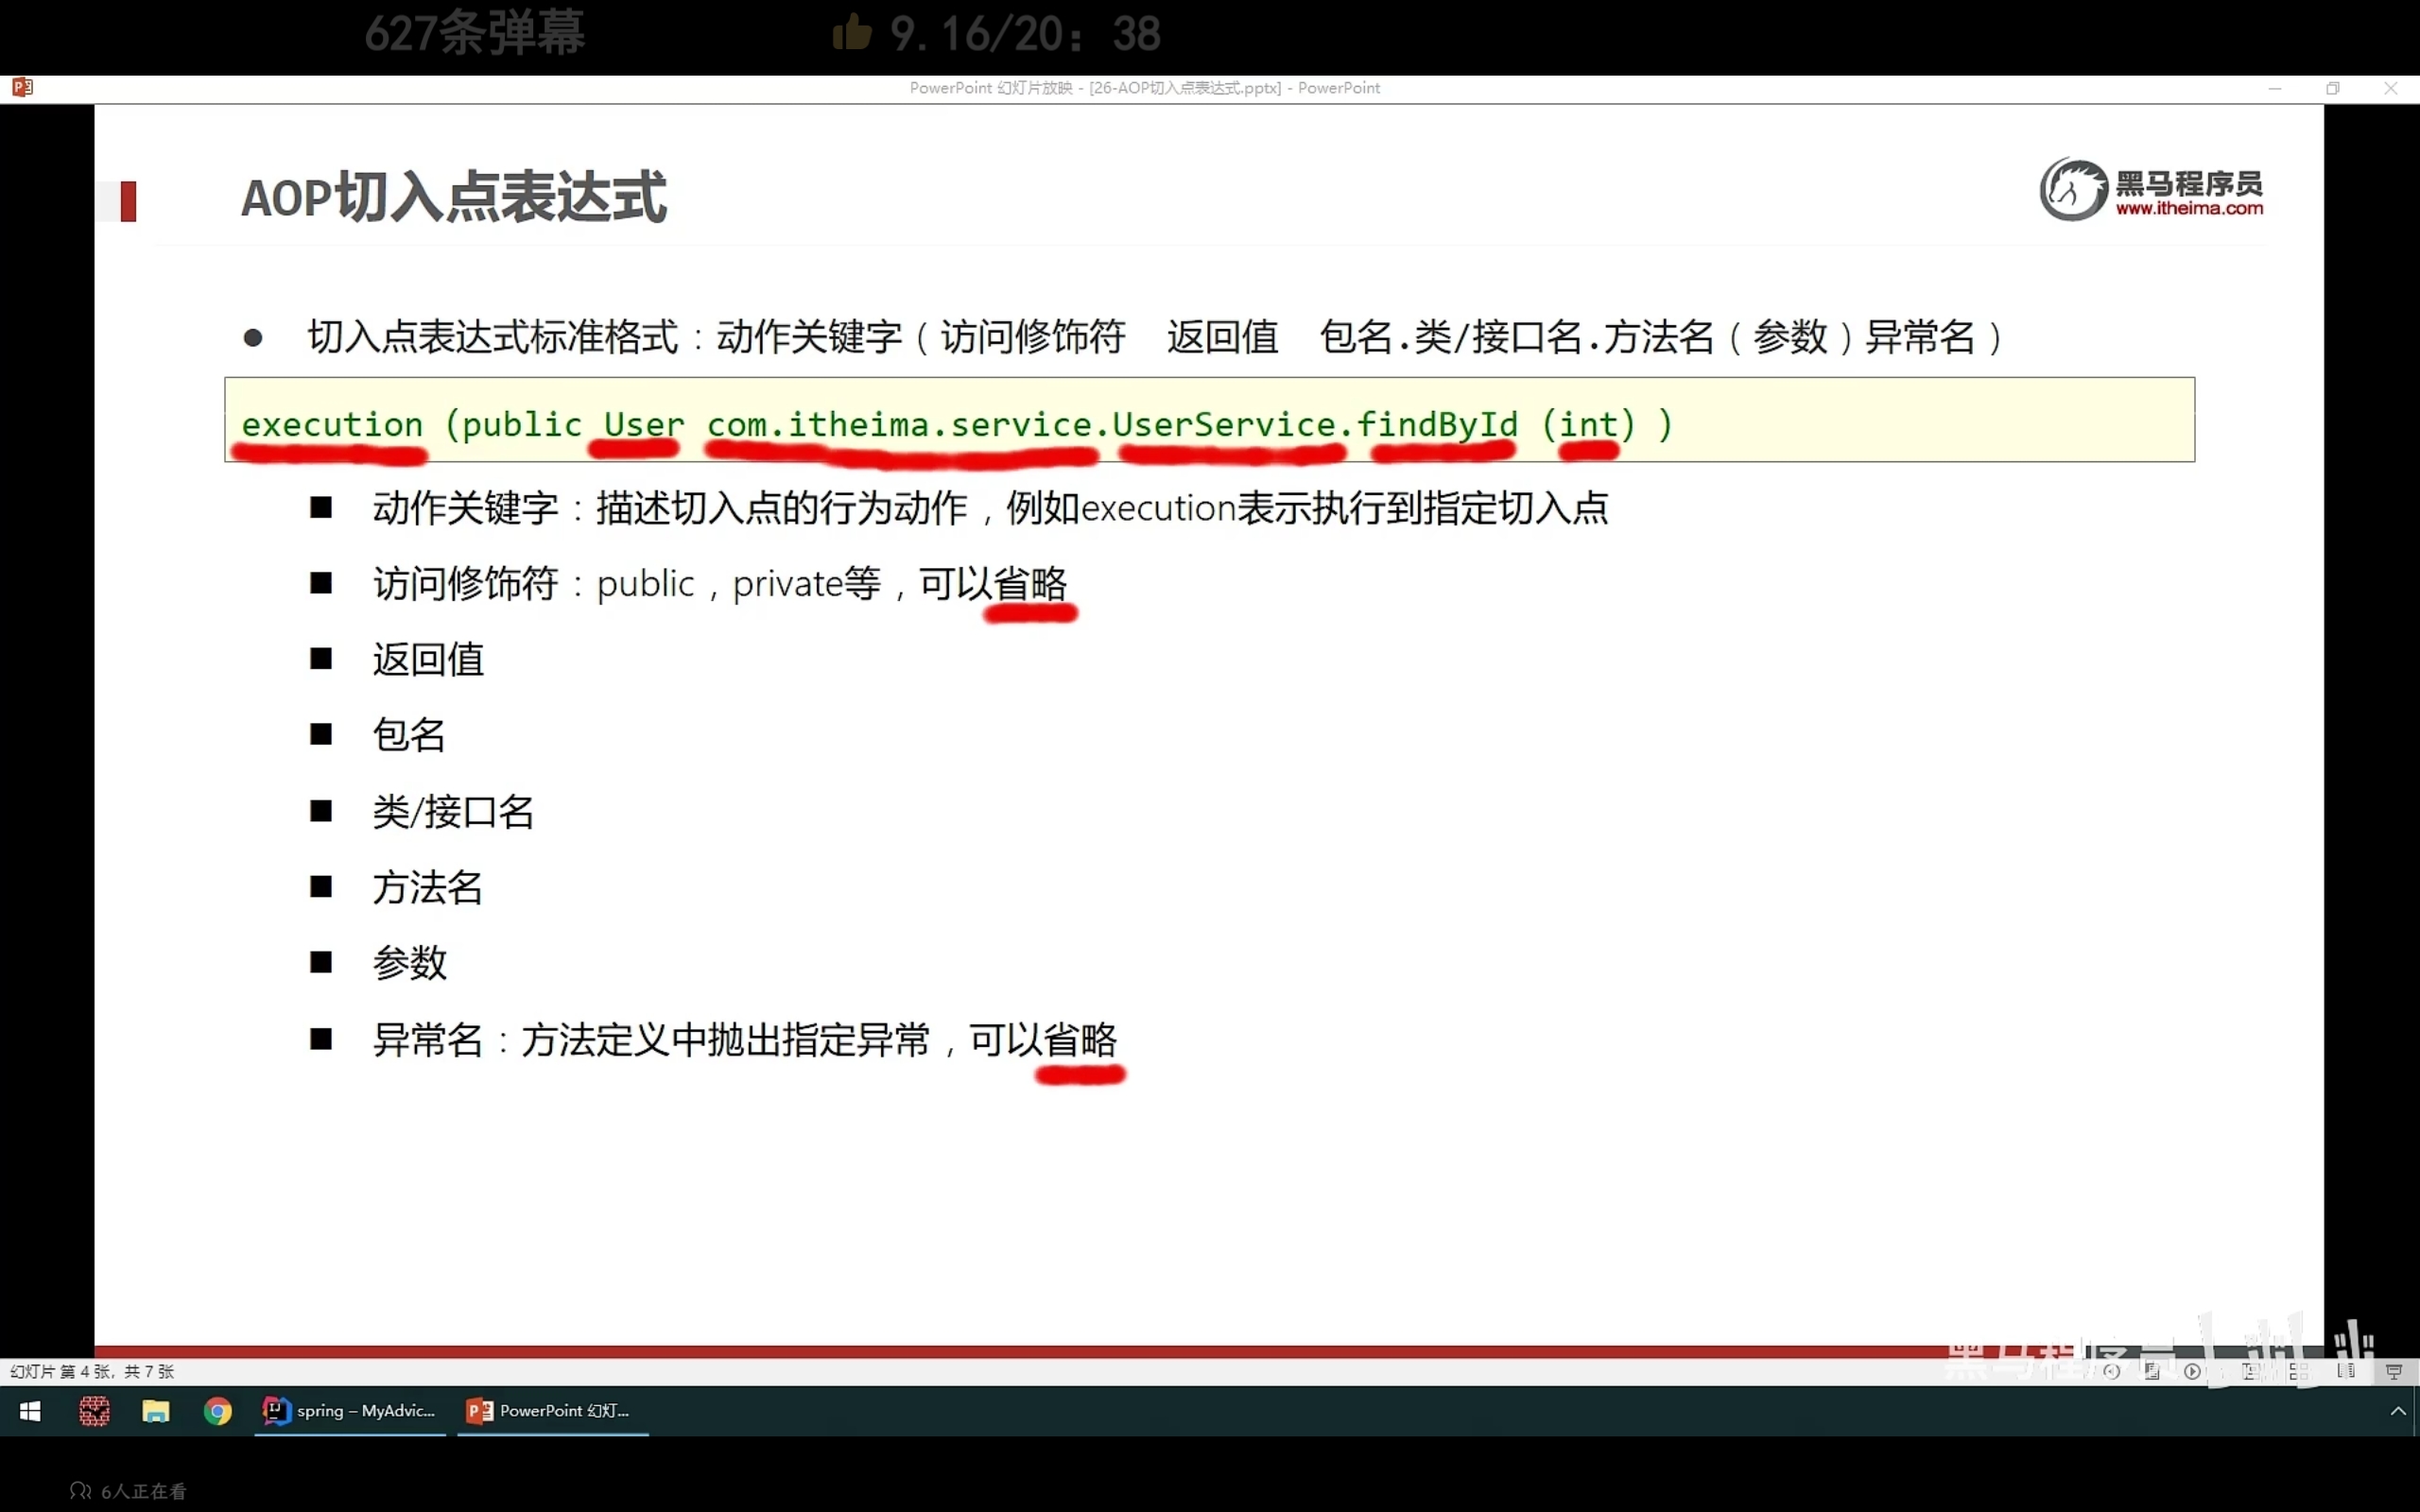 627条弹幕 9.16/20：38
PowerPoint 幻灯片放映 - [26-AOP切入点表达式.pptx] - PowerPoint
AOP切入点表达式
黑马程序员
www.itheima.com
● 切入点表达式标准格式：动作关键字（访问修饰符 返回值 包名.类/接口名.方法名（参数）异常名）
execution (public User com.itheima.service.UserService.findById (int) )
■ 动作关键字：描述切入点的行为动作，例如execution表示执行到指定切入点
■ 访问修饰符：public，private等，可以省略
■ 返回值
■ 包名
■ 类/接口名
■ 方法名
■ 参数
■ 异常名：方法定义中抛出指定异常，可以省略
黑马程序员
幻灯片 第 4 张，共 7 张
spring – MyAdvic... PowerPoint 幻灯...
6人正在看